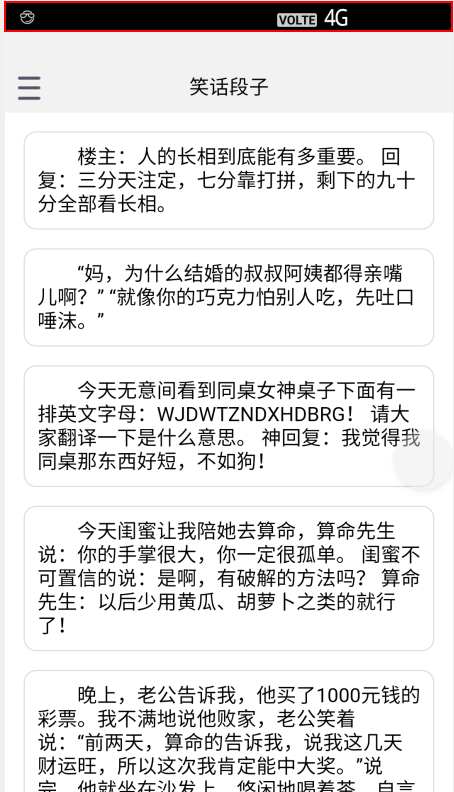 VOLTE 4G
笑话段子
楼主：人的长相到底能有多重要。 回
复：三分天注定，七分靠打拼，剩下的九十
分全部看长相。
“妈，为什么结婚的叔叔阿姨都得亲嘴
儿啊？” “就像你的巧克力怕别人吃，先吐口
唾沫。”
今天无意间看到同桌女神桌子下面有一
排英文字母：WJDWTZNDXHDBRG！ 请大
家翻译一下是什么意思。 神回复：我觉得我
同桌那东西好短，不如狗！
今天闺蜜让我陪她去算命，算命先生
说：你的手掌很大，你一定很孤单。 闺蜜不
可置信的说：是啊，有破解的方法吗？ 算命
先生：以后少用黄瓜、胡萝卜之类的就行
了！
晚上，老公告诉我，他买了1000元钱的
彩票。我不满地说他败家，老公笑着
说：“前两天，算命的告诉我，说我这几天
财运旺，所以这次我肯定能中大奖。”说
完，他就坐在沙发上，悠闲地喝着茶，自言